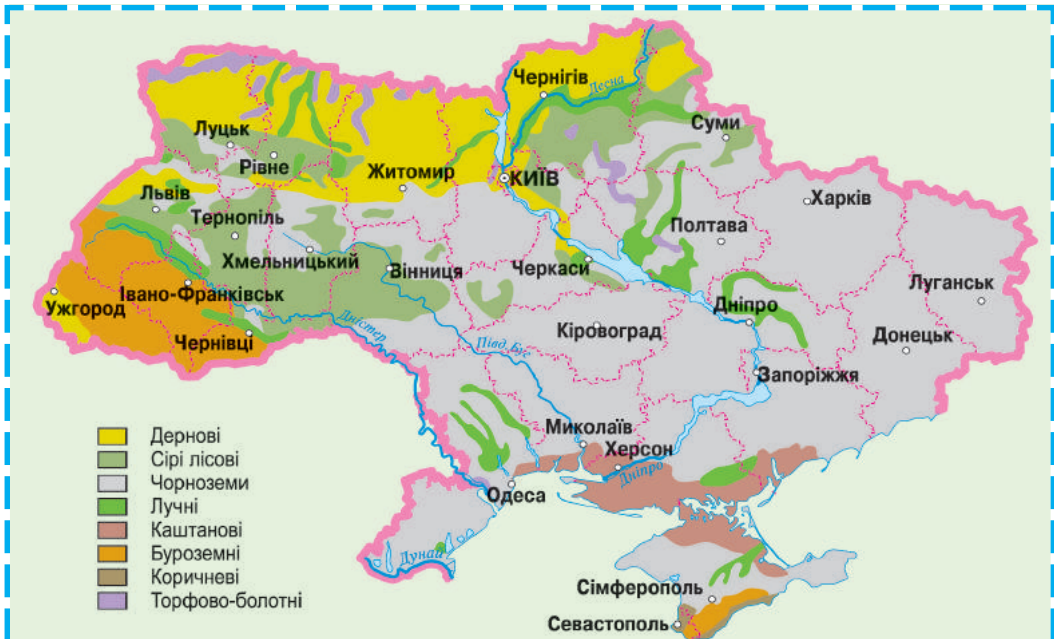 Чернігів
Десна
Суми
Луцьк
Рівне
Житомир
КИЇВ
Львів
Тернопіль
Харків
Полтава
Хмельницький
Вінниця
Черкаси
Луганськ
Ужгород
Івано-Франківськ
Дніпро
Чернівці
Дністер
Кіровоград
Донецьк
Півд. Буг
Запоріжжя
Миколаїв
Херсон
Дніпро
Одеса
Дунай
Сімферополь
Севастополь
Дернові
Сірі лісові
Чорноземи
Лучні
Каштанові
Буроземні
Коричневі
Торфово-болотні